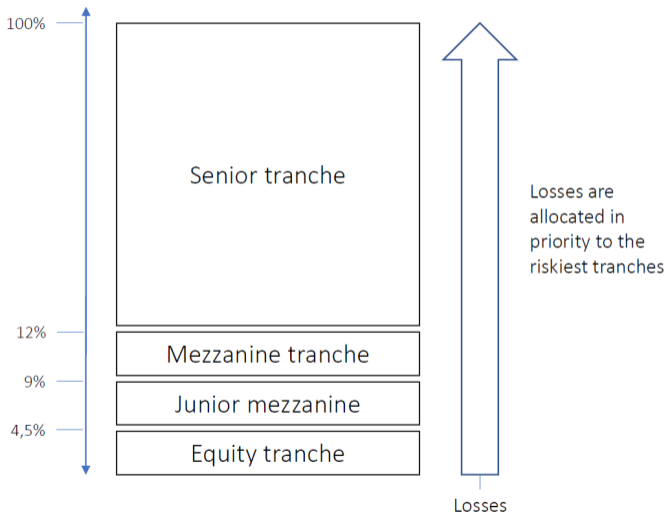 100%
Senior tranche
Losses are
allocated in
priority to the
riskiest tranches
12%
Mezzanine tranche
9%
Junior mezzanine
4,5%
Equity tranche
Losses